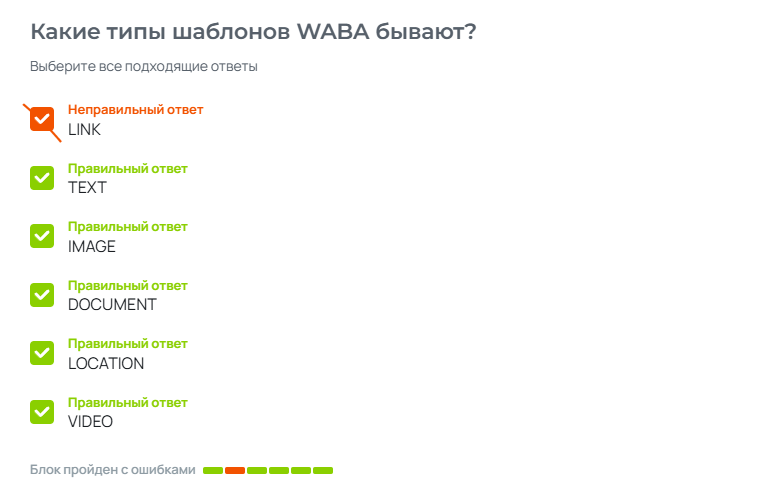 Какие типы шаблонов WABA бывают?
Выберите все подходящие ответы
Неправильный ответ
LINK
Правильный ответ
TEXT
Правильный ответ
IMAGE
Правильный ответ
DOCUMENT
Правильный ответ
LOCATION
Правильный ответ
VIDEO
Блок пройден с ошибками